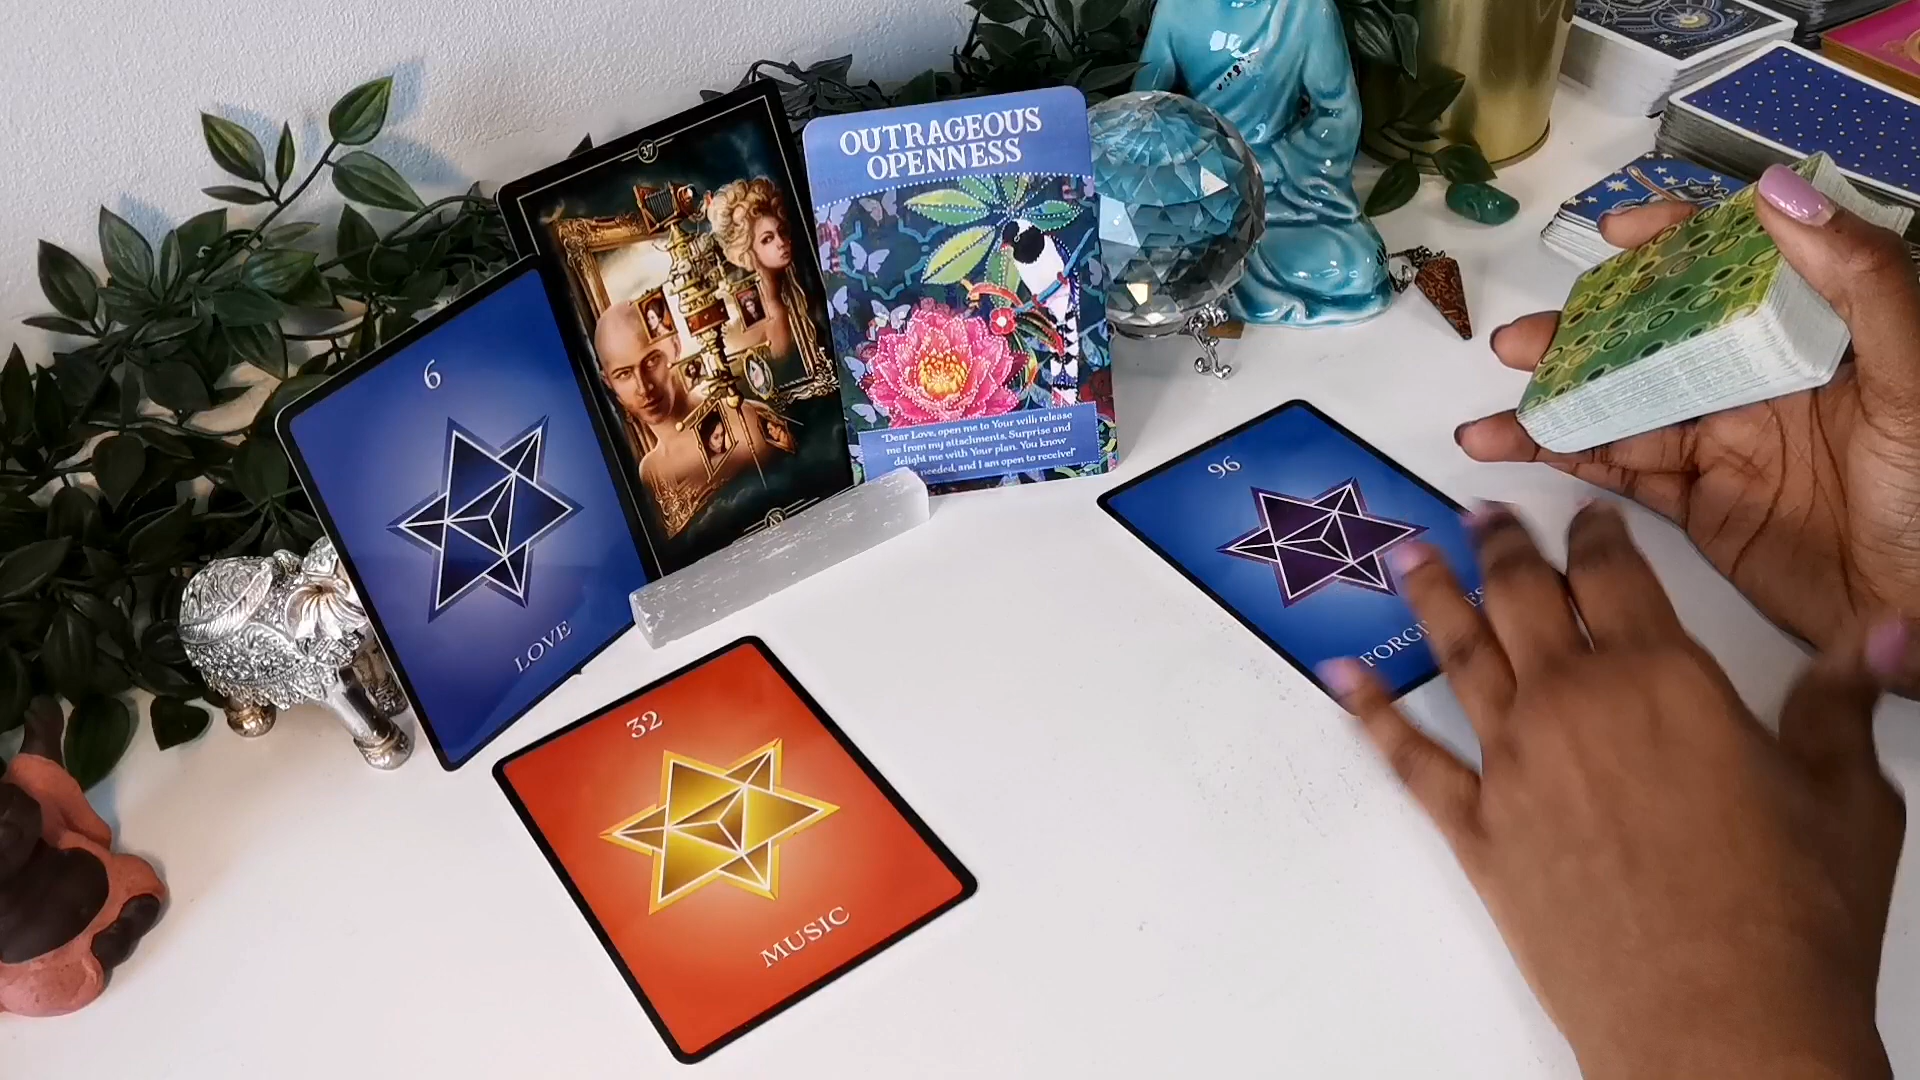 6
LOVE
37
OUTRAGEOUS
OPENNESS
"Dear Love, open me to Your will; release
me from my attachments. Surprise and
delight me with Your plan. You know
needed, and I am open to receive!"
96
32
MUSIC